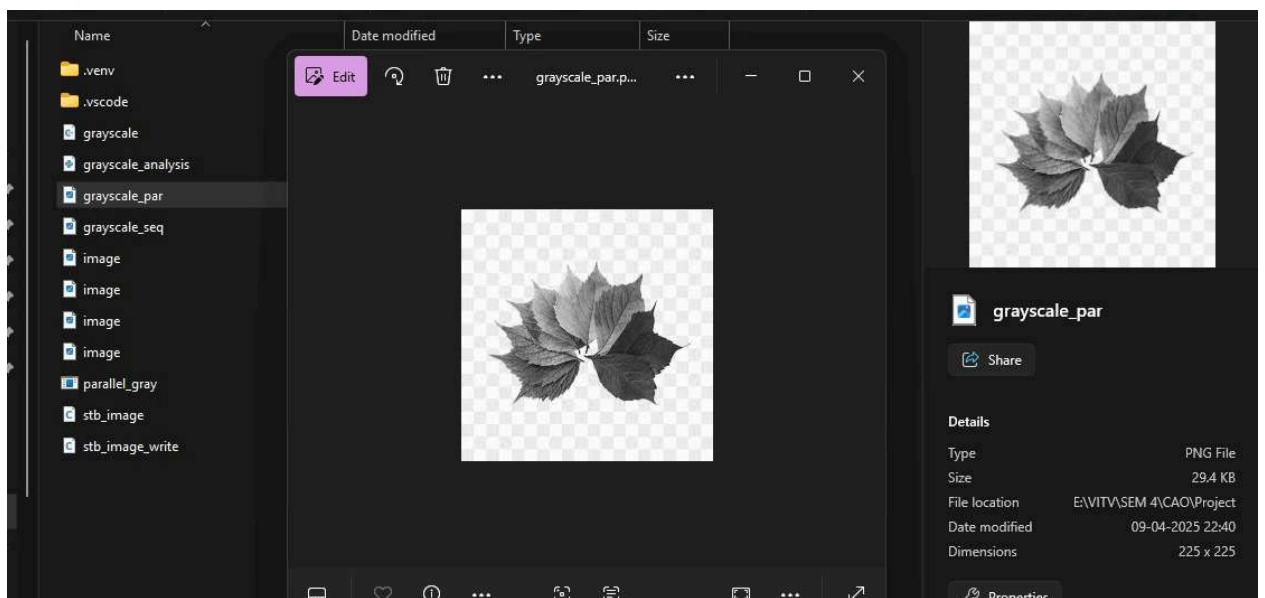 Name
Date modified
Type
Size
.venv
.vscode
grayscale
grayscale_analysis
grayscale_par
grayscale_seq
image
image
image
image
parallel_gray
stb_image
stb_image_write
Edit
grayscale_par.p...
grayscale_par
Share
Details
Type PNG File
Size 29.4 KB
File location E:\VITV\SEM 4\CAO\Project
Date modified 09-04-2025 22:40
Dimensions 225 x 225
Properties